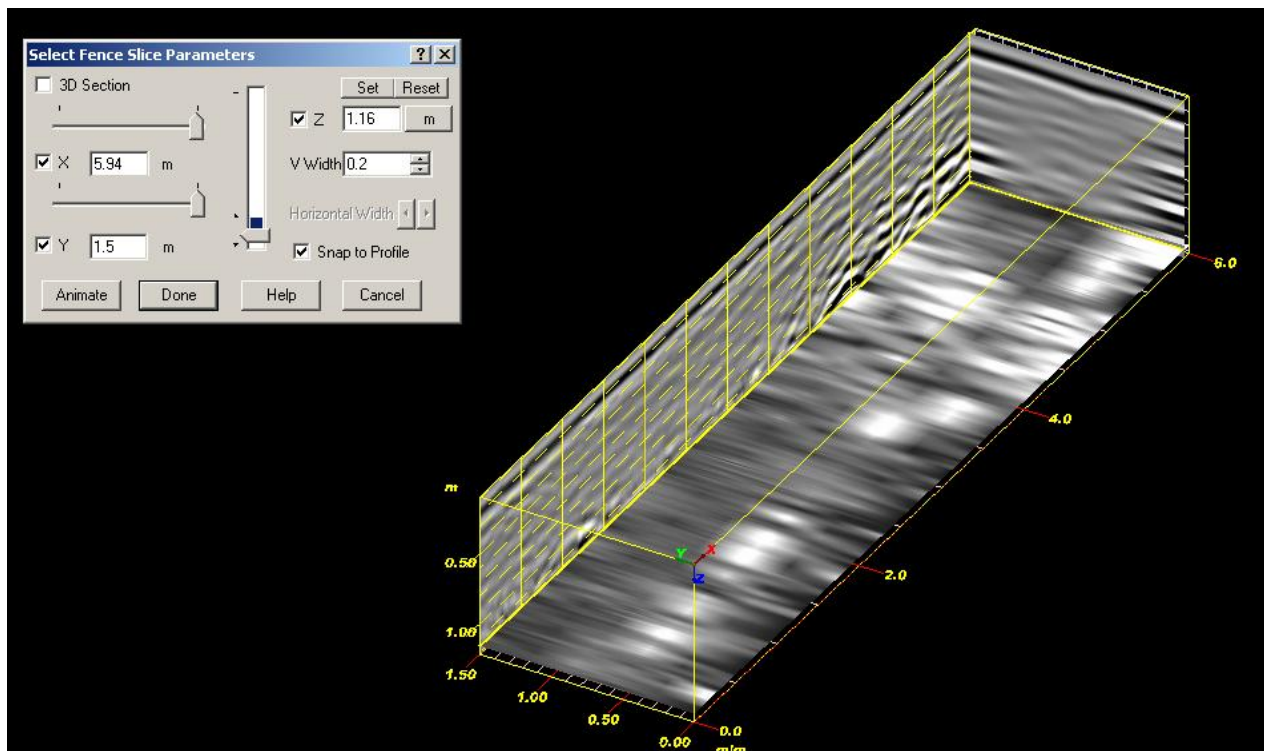 Select Fence Slice Parameters
3D Section
Set Reset
Z 1.16 m
X 5.94 m
V Width 0.2
Horizontal Width
Y 1.5 m
Snap to Profile
Animate Done Help Cancel
6.0
4.0
m
Y X
Z
0.50
2.0
1.00
1.50
1.00
0.50
0.0
0.00
m/m